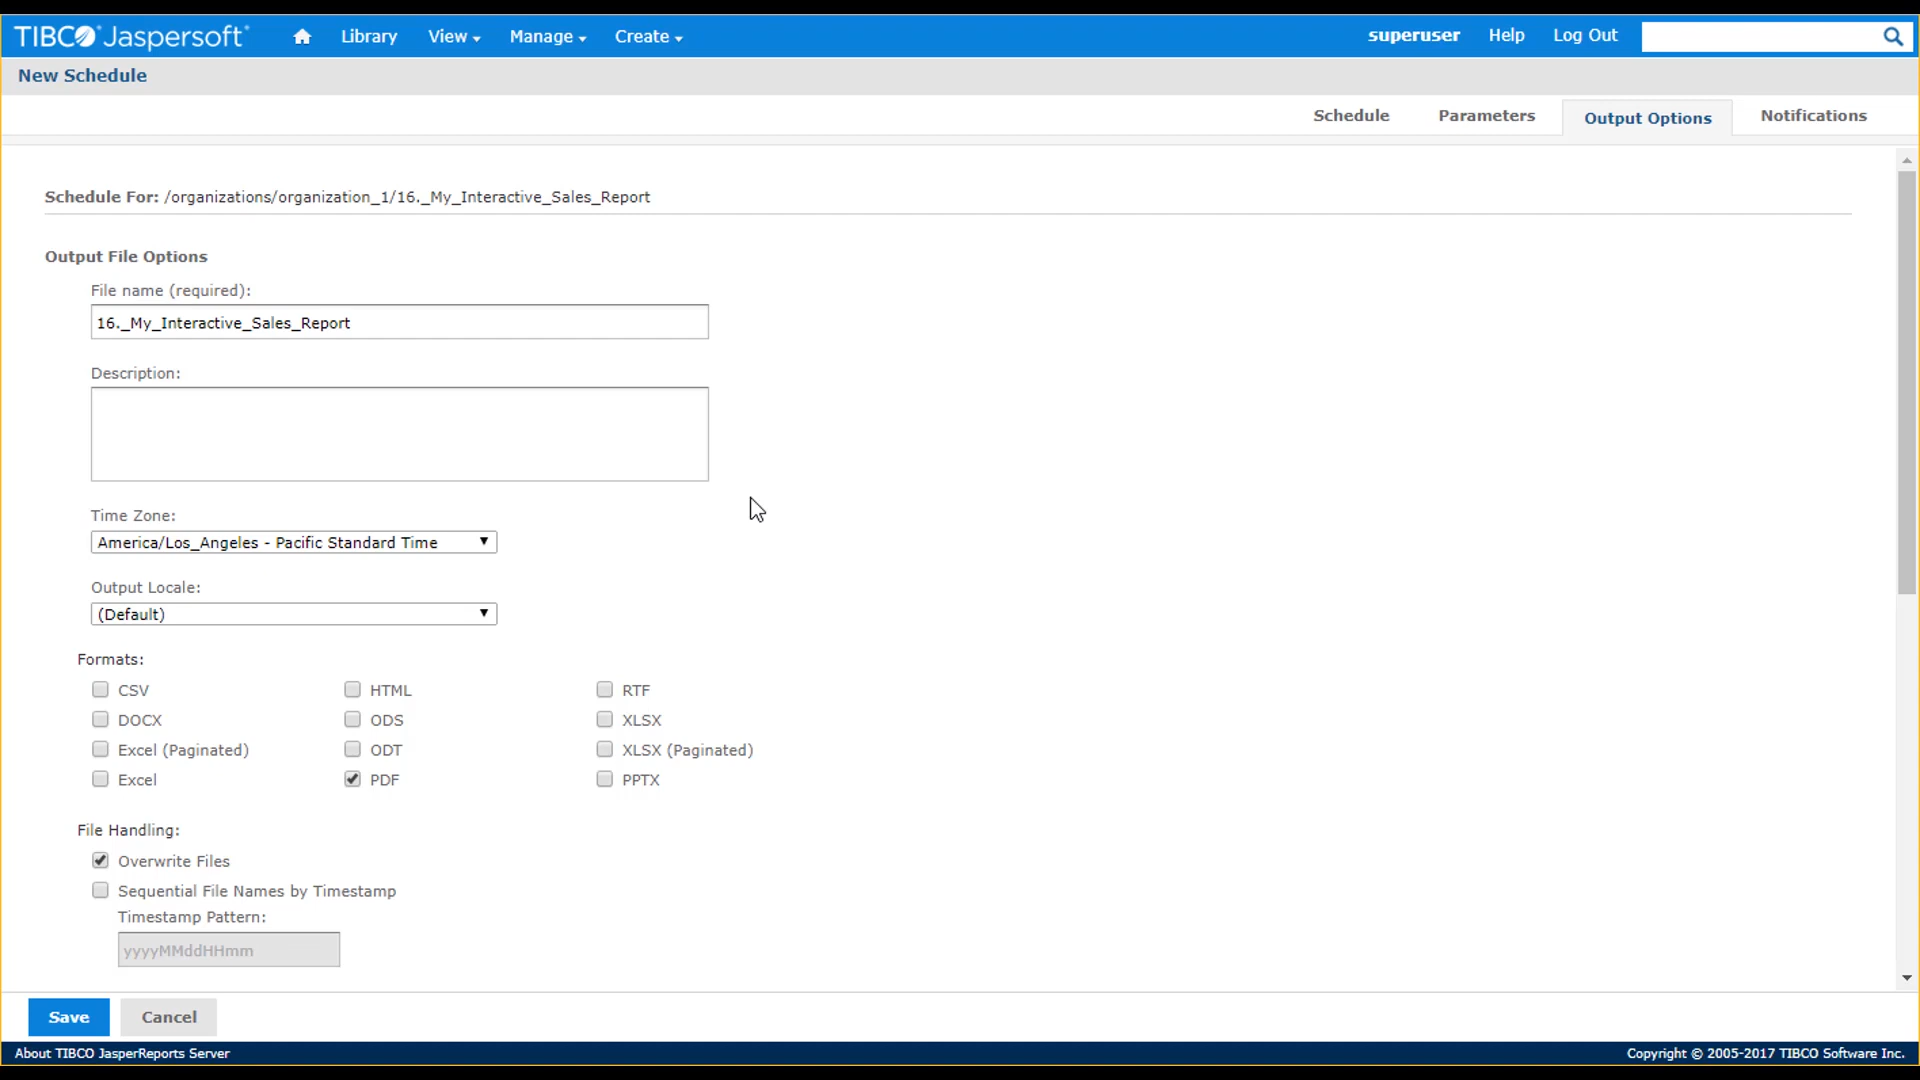 TIBCO Jaspersoft Library View Manage Create superuser Help Log Out
New Schedule
Schedule Parameters Output Options Notifications
Schedule For: /organizations/organization_1/16._My_Interactive_Sales_Report
Output File Options
File name (required):
16._My_Interactive_Sales_Report
Description:
Time Zone:
America/Los_Angeles - Pacific Standard Time
Output Locale:
(Default)
Formats:
CSV HTML RTF
DOCX ODS XLSX
Excel (Paginated) ODT XLSX (Paginated)
Excel PDF PPTX
File Handling:
Overwrite Files
Sequential File Names by Timestamp
Timestamp Pattern:
yyyyMMddHHmm
Save Cancel
About TIBCO JasperReports Server Copyright © 2005-2017 TIBCO Software Inc.